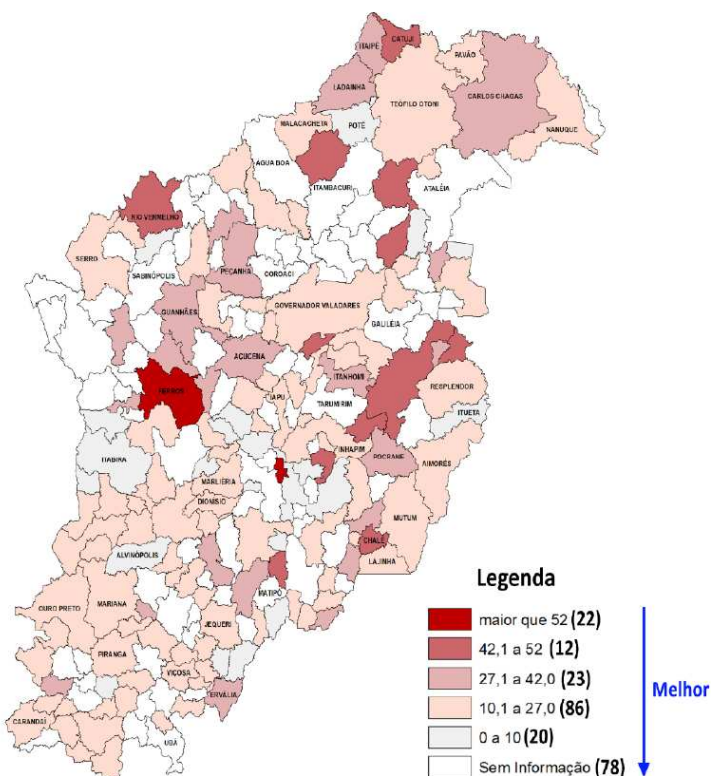 CATUJI
ITAIPÉ
PAVÃO
LADAINHA
CARLOS CHAGAS
TEÓFILO OTONI
MALACACHETA
POTÉ
NANUQUE
ÁGUA BOA
ITAMBACURI
ATALÉIA
RIO VERMELHO
SERRO
SABINÓPOLIS
PEÇANHA
COROACI
GUANHÃES
GOVERNADOR VALADARES
GALILÉIA
AÇUCENA
ITANHOMI
RESPLENDOR
IAPU
TARUMIRIM
ITUETA
INHAPIM
ITABIRA
POCRANE
AIMORÉS
MARLIÉRIA
DIONÍSIO
MUTUM
ALVINÓPOLIS
CHALÉ
LAJINHA
MATIPÓ
OURO PRETO
MARIANA
JEQUERI
PIRANGA
VIÇOSA
ERVÁLIA
CARANDAÍ
UBÁ
Legenda
maior que 52 (22)
42,1 a 52 (12)
27,1 a 42,0 (23)
10,1 a 27,0 (86)
0 a 10 (20)
Sem Informação (78)
Melhor